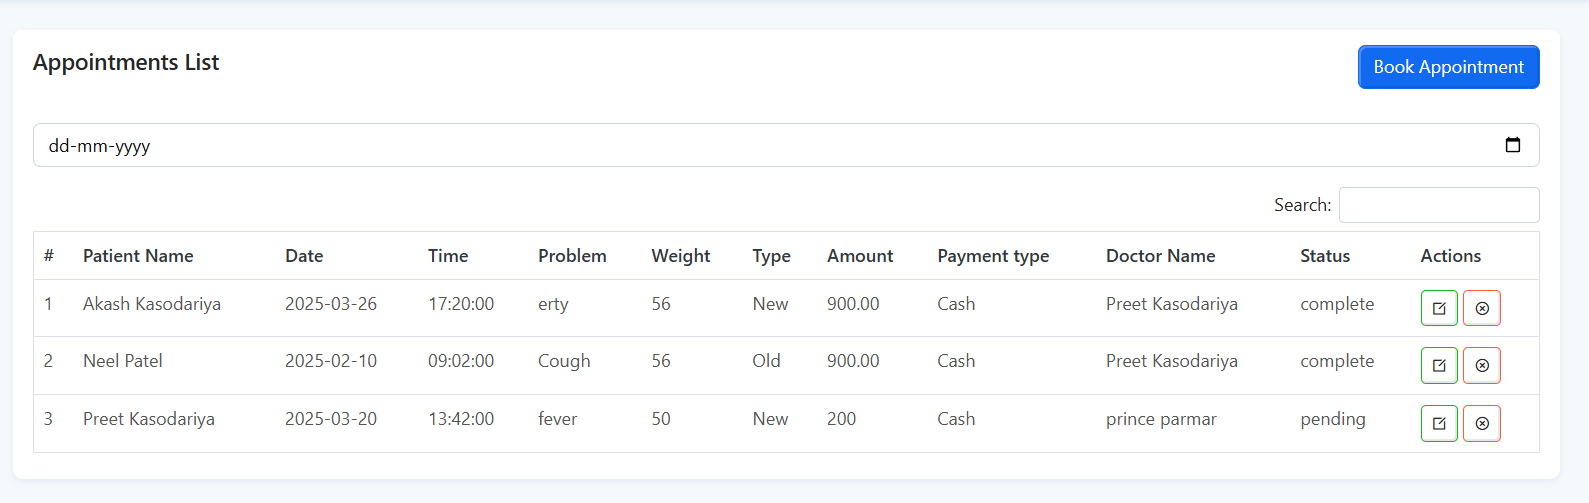 Appointments List
Book Appointment
dd-mm-yyyy
Search:
# Patient Name Date Time Problem Weight Type Amount Payment type Doctor Name Status Actions
1 Akash Kasodariya 2025-03-26 17:20:00 erty 56 New 900.00 Cash Preet Kasodariya complete
2 Neel Patel 2025-02-10 09:02:00 Cough 56 Old 900.00 Cash Preet Kasodariya complete
3 Preet Kasodariya 2025-03-20 13:42:00 fever 50 New 200 Cash prince parmar pending